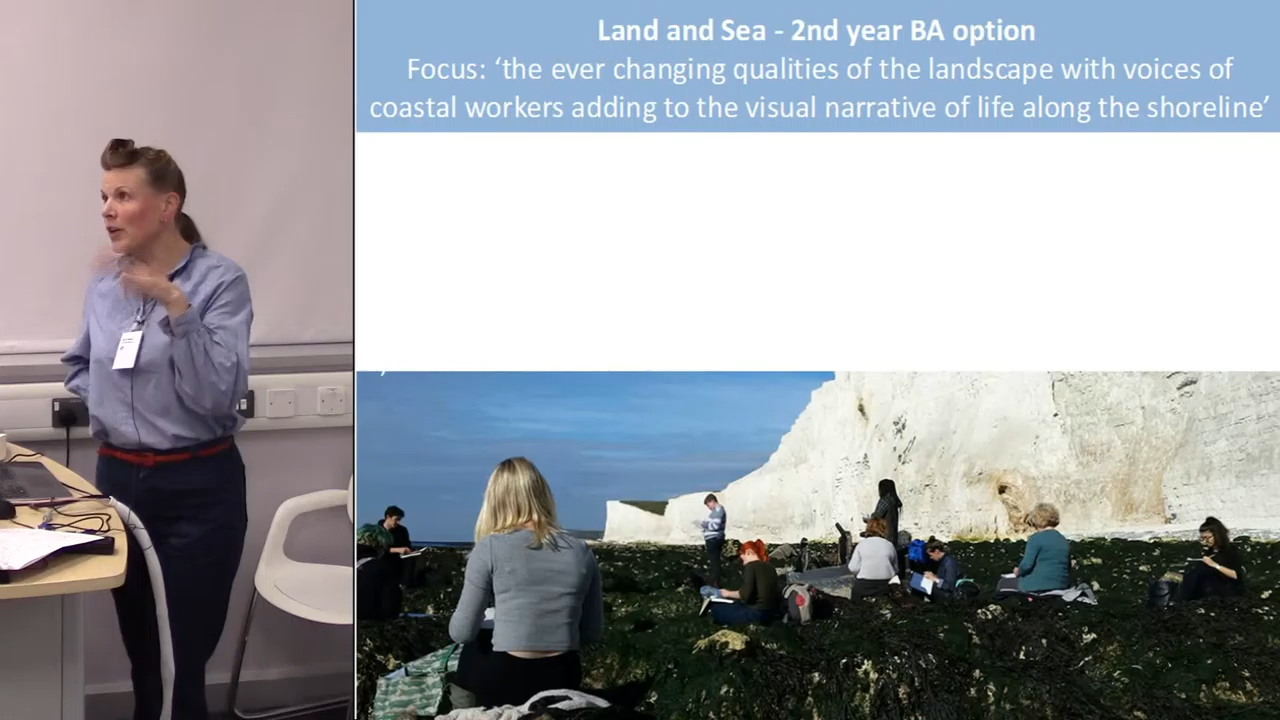 Land and Sea - 2nd year BA option
Focus: ‘the ever changing qualities of the landscape with voices of
coastal workers adding to the visual narrative of life along the shoreline’